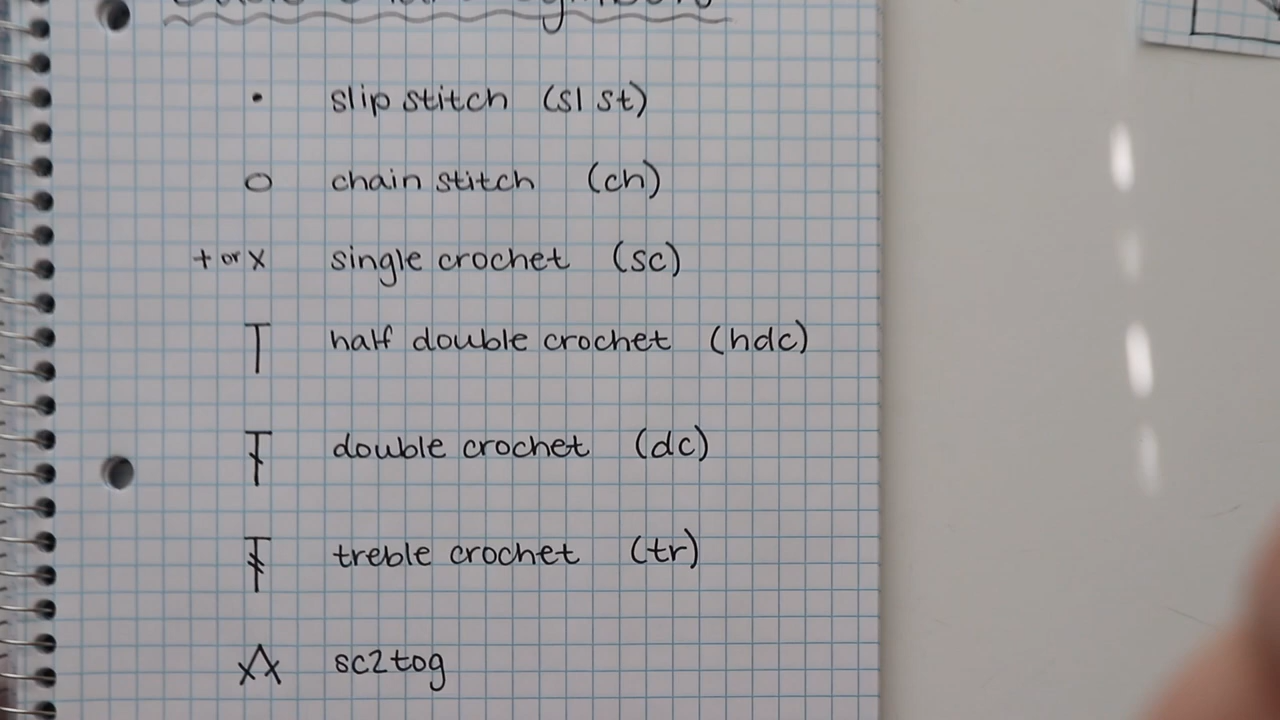 • slip stitch (sl st)
○ chain stitch (ch)
+ or x single crochet (sc)
half double crochet (hdc)
double crochet (dc)
treble crochet (tr)
sc2tog